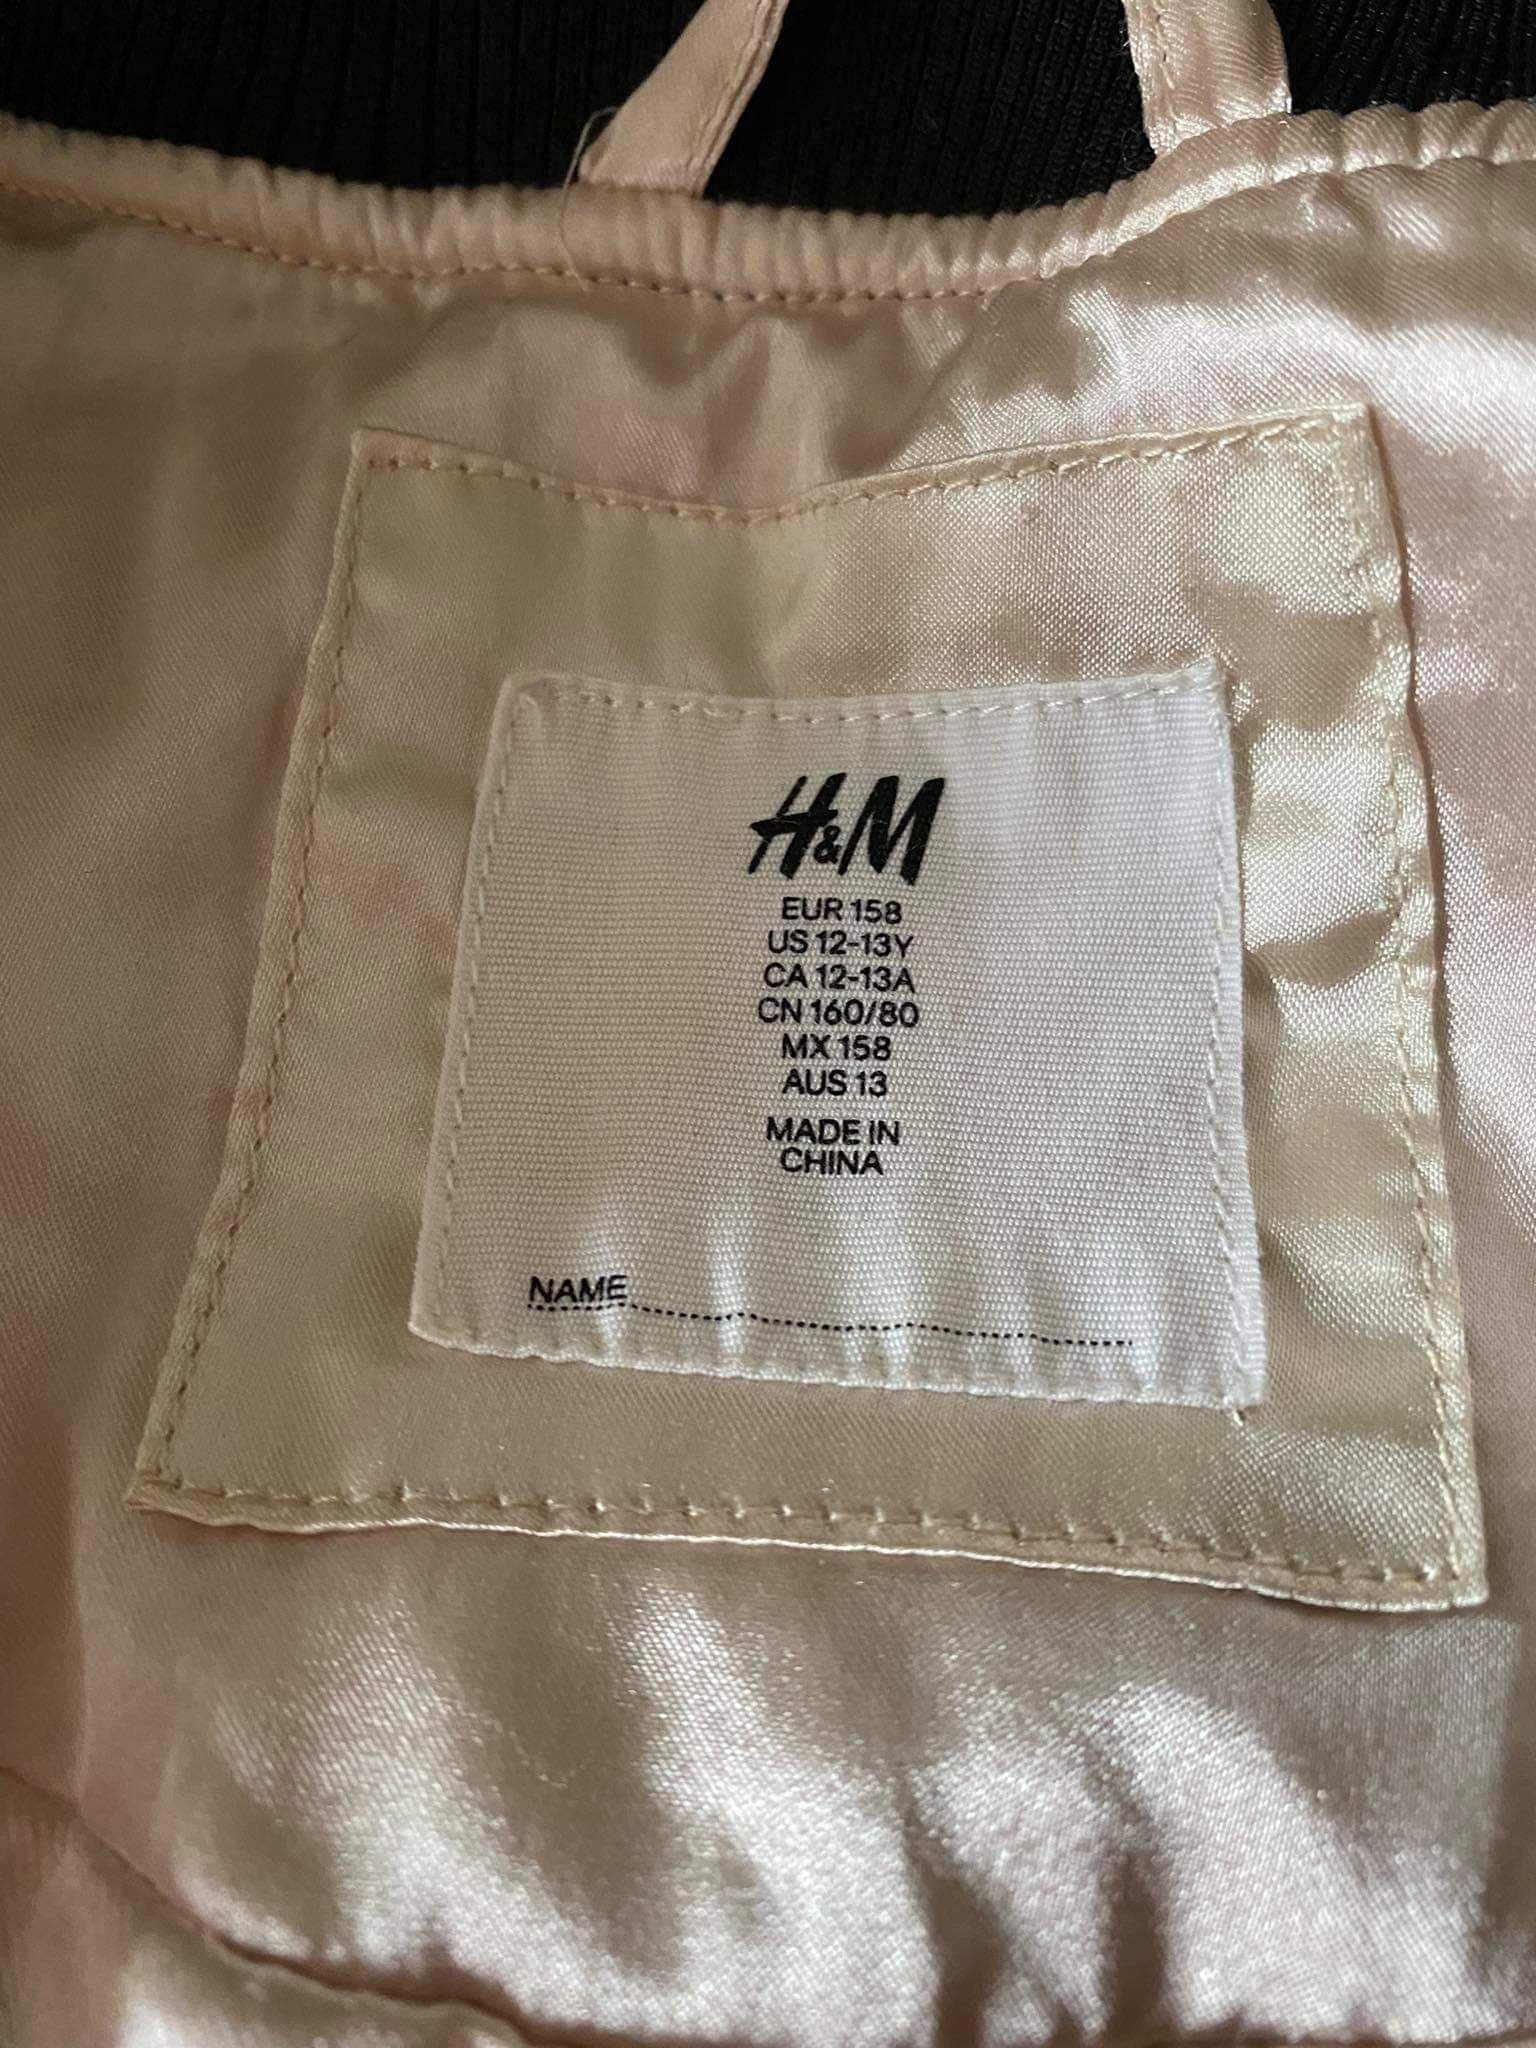 H&M
EUR 158
US 12-13Y
CA 12-13A
CN 160/80
MX 158
AUS 13
MADE IN
CHINA
NAME